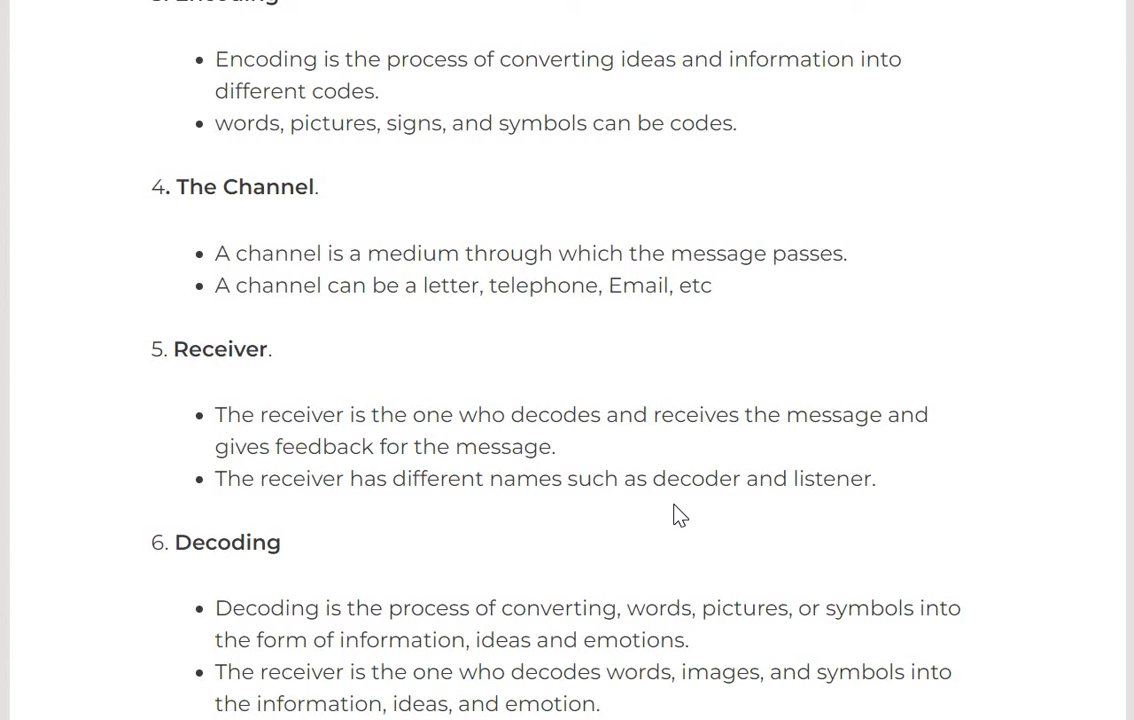 3. Encoding
• Encoding is the process of converting ideas and information into
different codes.
• words, pictures, signs, and symbols can be codes.
4. The Channel.
• A channel is a medium through which the message passes.
• A channel can be a letter, telephone, Email, etc
5. Receiver.
• The receiver is the one who decodes and receives the message and
gives feedback for the message.
• The receiver has different names such as decoder and listener.
6. Decoding
• Decoding is the process of converting, words, pictures, or symbols into
the form of information, ideas and emotions.
• The receiver is the one who decodes words, images, and symbols into
the information, ideas, and emotion.